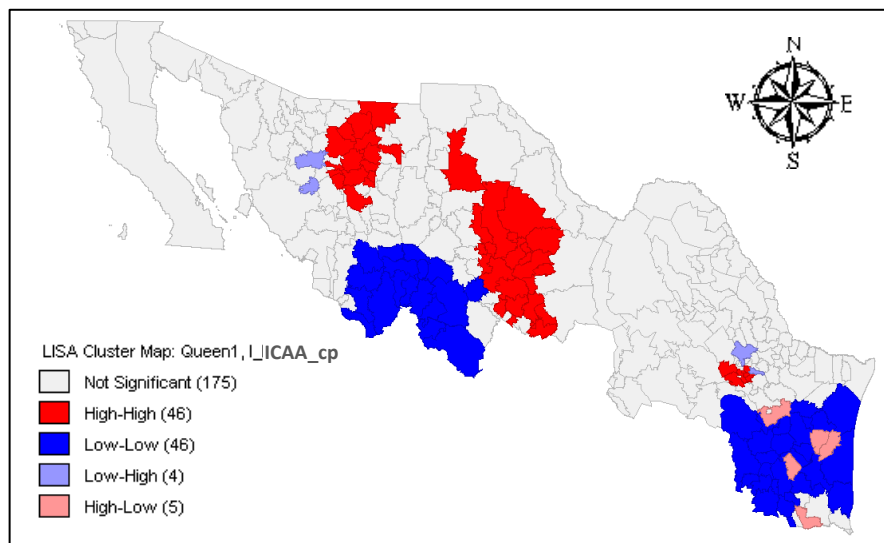 N
W E
S
LISA Cluster Map: Queen1, I_ICAA_cp
Not Significant (175)
High-High (46)
Low-Low (46)
Low-High (4)
High-Low (5)